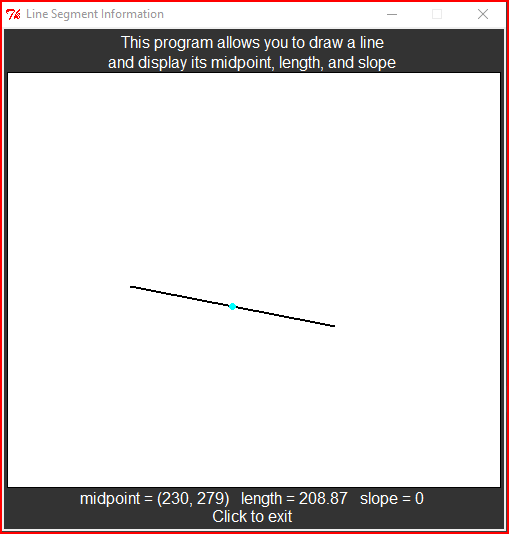 Line Segment Information
This program allows you to draw a line
and display its midpoint, length, and slope
midpoint = (230, 279)   length = 208.87   slope = 0
Click to exit